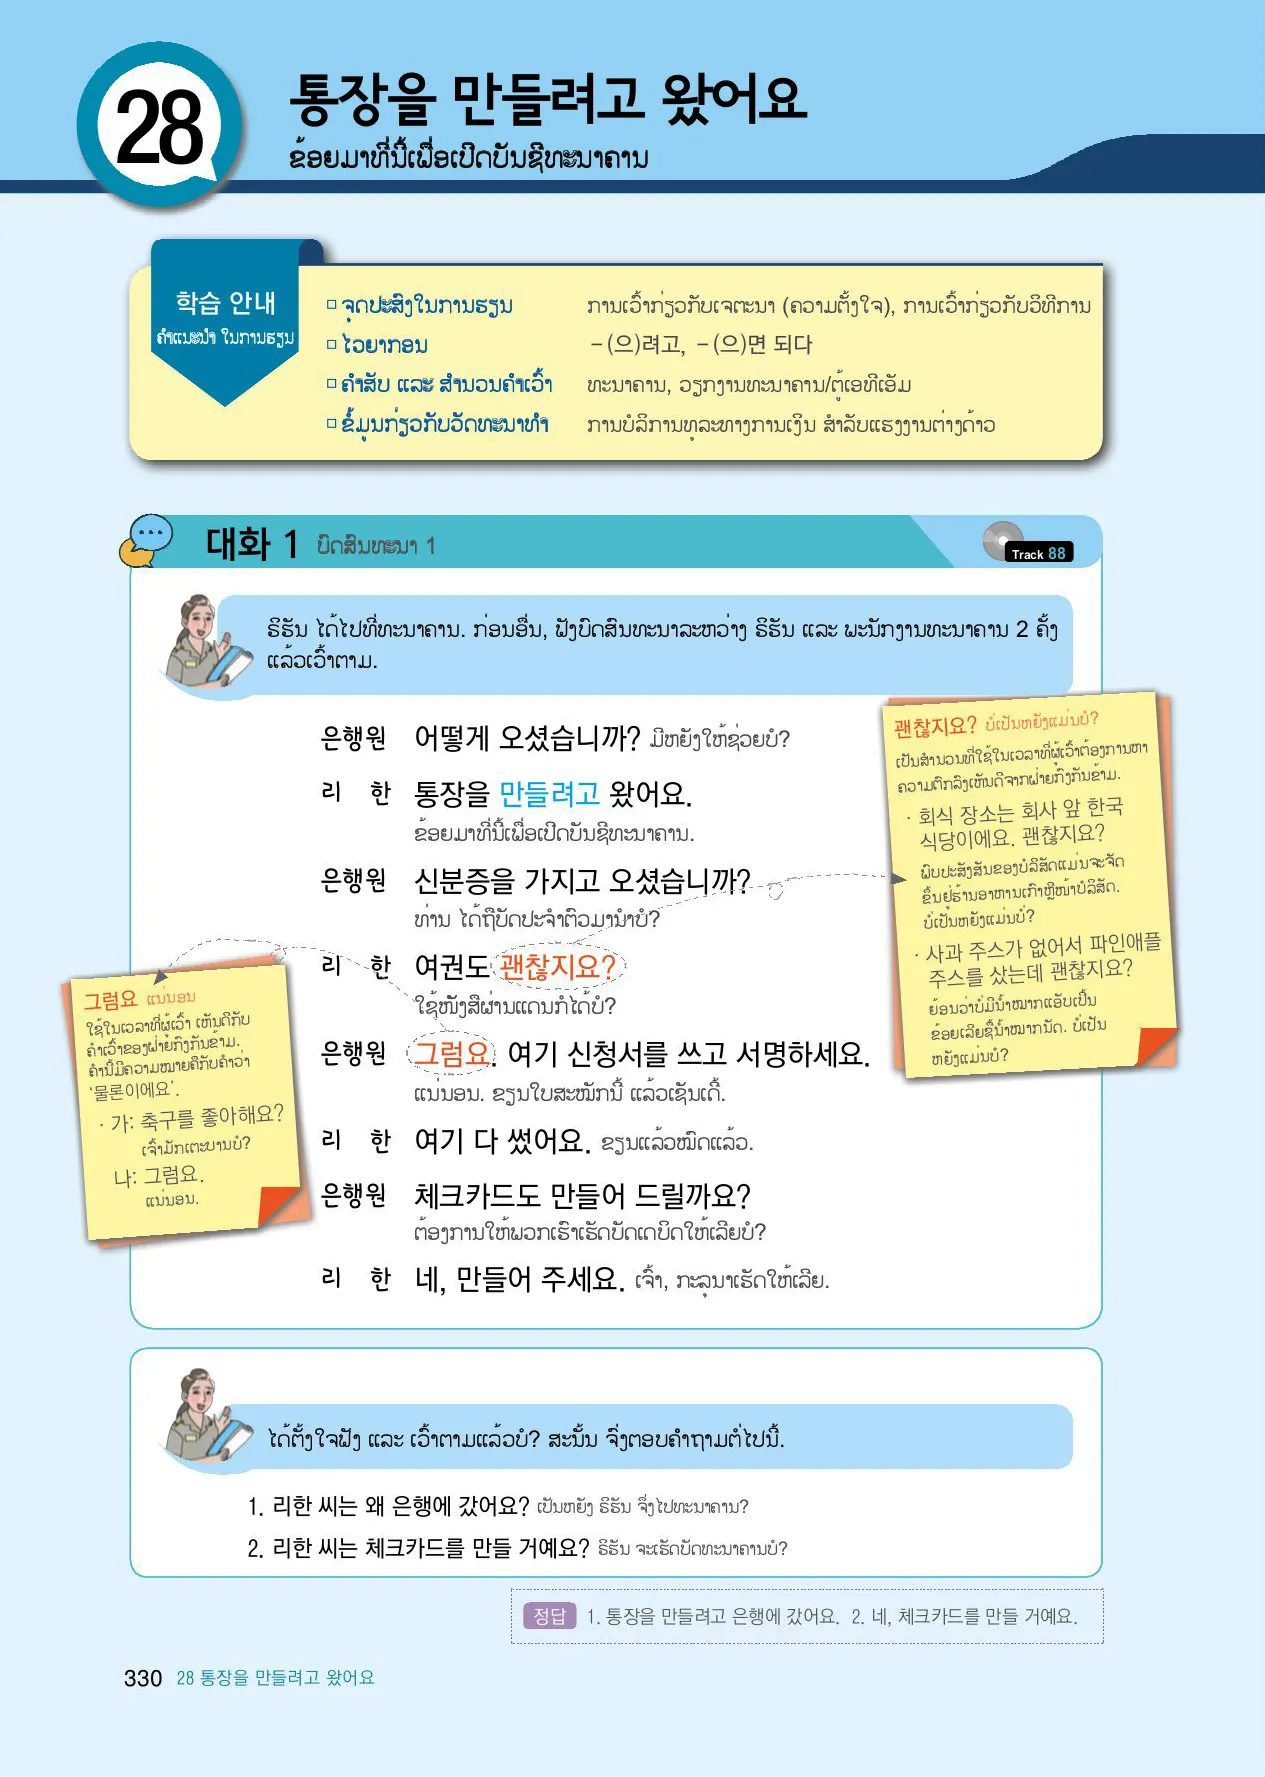 28
통장을 만들려고 왔어요
ຂ້ອຍມາທີ່ນີ້ເພື່ອເປີດບັນຊີທະນາຄານ
학습 안내
ຄຳແນະນຳ ໃນການຮຽນ
□ ຈຸດປະສົງໃນການຮຽນ ການເວົ້າກ່ຽວກັບເຈຕະນາ (ຄວາມຕັ້ງໃຈ), ການເວົ້າກ່ຽວກັບວິທີການ
□ ໄວຍາກອນ －(으)려고, －(으)면 되다
□ ຄຳສັບ ແລະ ສຳນວນຄຳເວົ້າ ທະນາຄານ, ວຽກງານທະນາຄານ/ຕູ້ເອທີເອັມ
□ ຂໍ້ມູນກ່ຽວກັບວັດທະນາທຳ ການບໍລິການທຸລະທາງການເງິນ ສຳລັບແຮງງານຕ່າງດ້າວ
대화 1 ບົດສົນທະນາ 1
Track 88
ຣິຮັນ ໄດ້ໄປທີ່ທະນາຄານ. ກ່ອນອື່ນ, ຟັງບົດສົນທະນາລະຫວ່າງ ຣິຮັນ ແລະ ພະນັກງານທະນາຄານ 2 ຄັ້ງ
ແລ້ວເວົ້າຕາມ.
은행원 어떻게 오셨습니까? ມີຫຍັງໃຫ້ຊ່ວຍບໍ?
리 한 통장을 만들려고 왔어요.
ຂ້ອຍມາທີ່ນີ້ເພື່ອເປີດບັນຊີທະນາຄານ.
은행원 신분증을 가지고 오셨습니까?
ທ່ານ ໄດ້ຖືບັດປະຈຳຕົວມານຳບໍ?
리 한 여권도 괜찮지요?
ໃຊ້ໜັງສືຜ່ານແດນກໍໄດ້ບໍ?
은행원 그럼요. 여기 신청서를 쓰고 서명하세요.
ແນ່ນອນ. ຂຽນໃບສະໝັກນີ້ ແລ້ວເຊັນເດີ້.
리 한 여기 다 썼어요. ຂຽນແລ້ວໝົດແລ້ວ.
은행원 체크카드도 만들어 드릴까요?
ຕ້ອງການໃຫ້ພວກເຮົາເຮັດບັດເດບິດໃຫ້ເລີຍບໍ?
리 한 네, 만들어 주세요. ເຈົ້າ, ກະລຸນາເຮັດໃຫ້ເລີຍ.
괜찮지요? ບໍ່ເປັນຫຍັງແມ່ນບໍ?
ເປັນສຳນວນທີ່ໃຊ້ໃນເວລາທີ່ຜູ້ເວົ້າຕ້ອງການຫາ
ຄວາມຕົກລົງເຫັນດີຈາກຝ່າຍກົງກັນຂ້າມ.
· 회식 장소는 회사 앞 한국
식당이에요. 괜찮지요?
ພົບປະສັງສັນຂອງບໍລິສັດແມ່ນຈະຈັດ
ຂຶ້ນຢູ່ຮ້ານອາຫານເກົາຫຼີໜ້າບໍລິສັດ.
ບໍ່ເປັນຫຍັງແມ່ນບໍ່?
· 사과 주스가 없어서 파인애플
주스를 샀는데 괜찮지요?
ຍ້ອນວ່າບໍ່ມີນ້ຳໝາກແອັບເປິ້ນ
ຂ້ອຍເລີຍຊື້ນ້ຳໝາກນັດ. ບໍ່ເປັນ
ຫຍັງແມ່ນບໍ?
그럼요 ແນ່ນອນ
ໃຊ້ໃນເວລາທີ່ຜູ້ເວົ້າ ເຫັນດີກັບ
ຄຳເວົ້າຂອງຝ່າຍກົງກັນຂ້າມ.
ຄຳນີ້ມີຄວາມໝາຍຄືກັບຄຳວ່າ
‘물론이에요’.
· 가: 축구를 좋아해요?
ເຈົ້າມັກເຕະບານບໍ?
나: 그럼요.
ແນ່ນອນ.
ໄດ້ຕັ້ງໃຈຟັງ ແລະ ເວົ້າຕາມແລ້ວບໍ? ສະນັ້ນ ຈົ່ງຕອບຄຳຖາມຕໍ່ໄປນີ້.
1. 리한 씨는 왜 은행에 갔어요? ເປັນຫຍັງ ຣິຮັນ ຈຶ່ງໄປທະນາຄານ?
2. 리한 씨는 체크카드를 만들 거예요? ຣິຮັນ ຈະເຮັດບັດທະນາຄານບໍ?
정답 1. 통장을 만들려고 은행에 갔어요. 2. 네, 체크카드를 만들 거예요.
330 28 통장을 만들려고 왔어요